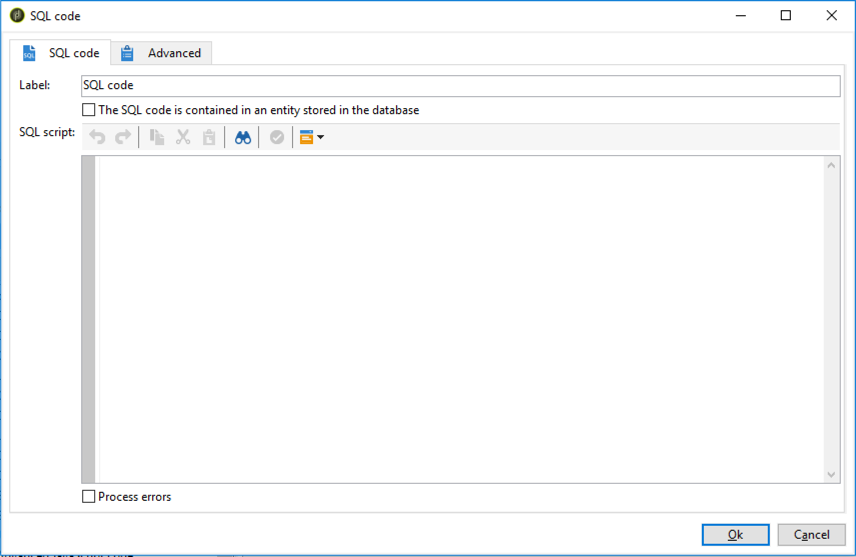 SQL code
SQL code
Advanced
Label:
SQL code
The SQL code is contained in an entity stored in the database
SQL script:
Process errors
Ok
Cancel